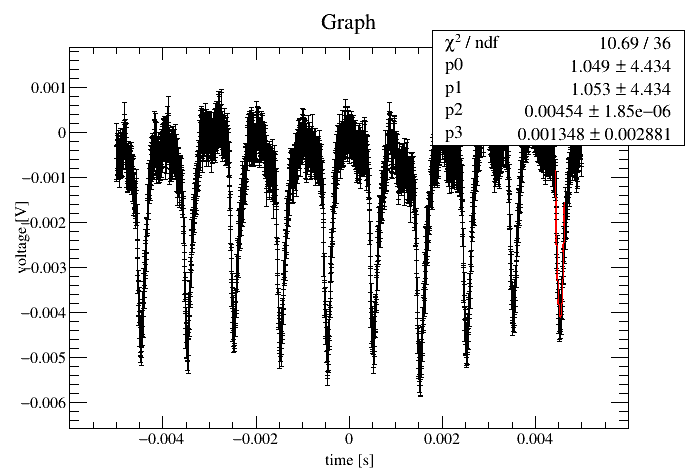 Graph
χ² / ndf 10.69 / 36
p0 1.049 ± 4.434
p1 1.053 ± 4.434
p2 0.00454 ± 1.85e−06
p3 0.001348 ± 0.002881
0.001
0
−0.001
−0.002
−0.003
−0.004
−0.005
−0.006
voltage [V]
−0.004 −0.002 0 0.002 0.004
time [s]